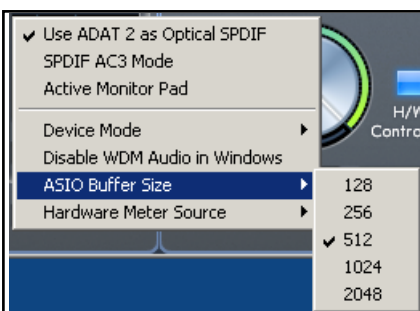 Use ADAT 2 as Optical SPDIF
SPDIF AC3 Mode
Active Monitor Pad
H/W
Contro
Device Mode
Disable WDM Audio in Windows
ASIO Buffer Size
Hardware Meter Source
128
256
512
1024
2048